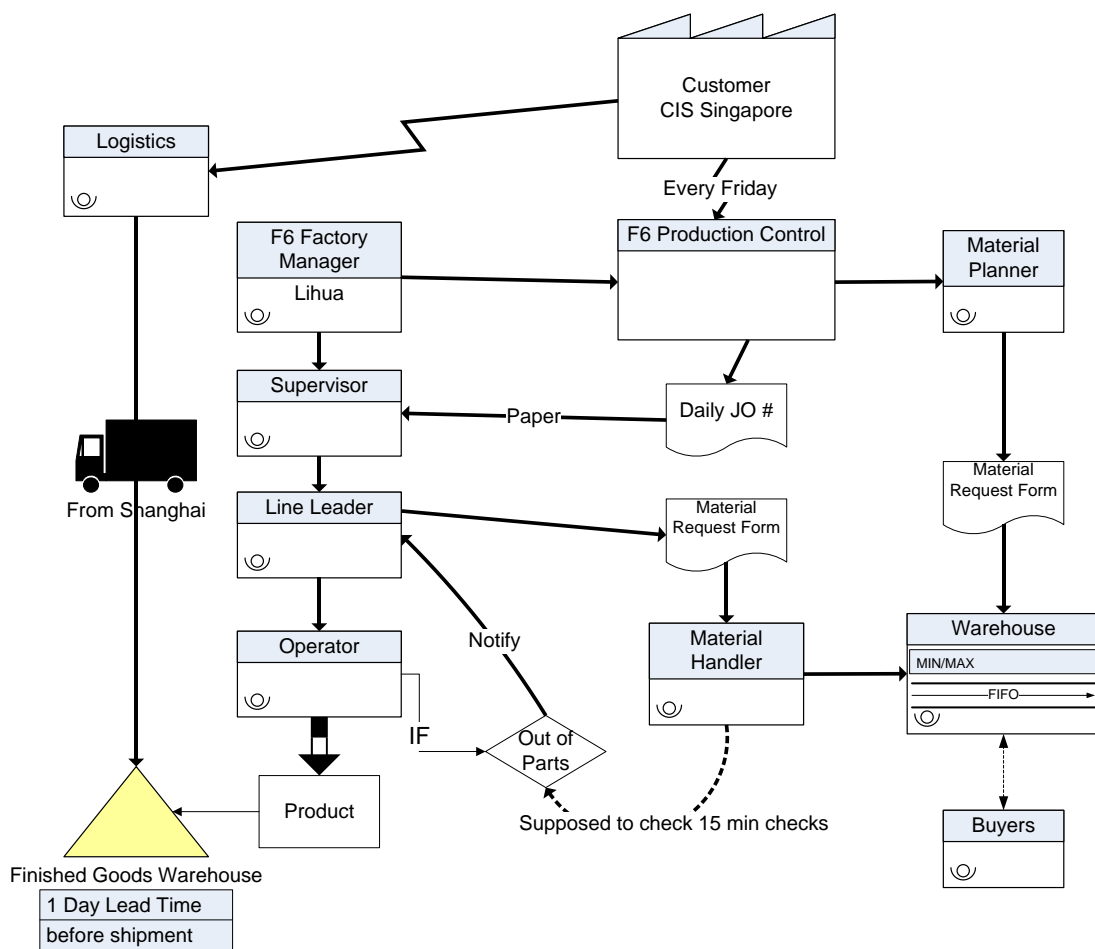 Customer
CIS Singapore
Logistics
Every Friday
F6 Factory
Manager
Lihua
F6 Production Control
Material
Planner
Supervisor
Paper
Daily JO #
From Shanghai
Line Leader
Material
Request Form
Material
Request Form
Operator
Notify
Material
Handler
Warehouse
MIN/MAX
FIFO
IF
Out of
Parts
Product
Supposed to check 15 min checks
Buyers
Finished Goods Warehouse
1 Day Lead Time
before shipment